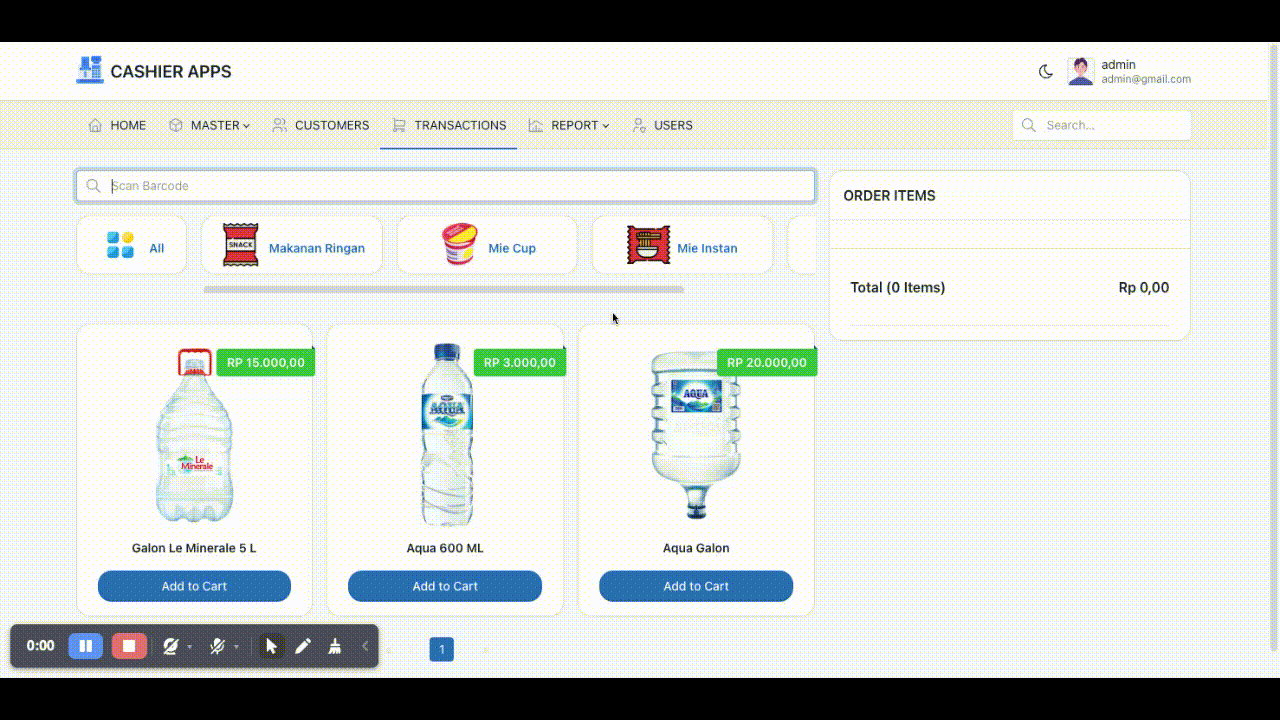 CASHIER APPS
admin
admin@gmail.com
HOME
MASTER
CUSTOMERS
TRANSACTIONS
REPORT
USERS
Search...
Scan Barcode
ORDER ITEMS
All
SNACK
Makanan Ringan
Mie Cup
Mie Instan
Total (0 Items)
Rp 0,00
RP 15.000,00
RP 3.000,00
RP 20.000,00
AQUA
AQUA
Le
Minerale
Galon Le Minerale 5 L
Aqua 600 ML
Aqua Galon
Add to Cart
Add to Cart
Add to Cart
0:00
1